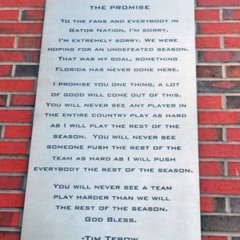 THE PROMISE
TO THE FANS AND EVERYBODY IN
GATOR NATION, I'M SORRY.
I'M EXTREMELY SORRY. WE WERE
HOPING FOR AN UNDEFEATED SEASON.
THAT WAS MY GOAL, SOMETHING
FLORIDA HAS NEVER DONE HERE.
I PROMISE YOU ONE THING, A LOT
OF GOOD WILL COME OUT OF THIS.
YOU WILL NEVER SEE ANY PLAYER IN
THE ENTIRE COUNTRY PLAY AS HARD
AS I WILL PLAY THE REST OF THE
SEASON. YOU WILL NEVER SEE
SOMEONE PUSH THE REST OF THE
TEAM AS HARD AS I WILL PUSH
EVERYBODY THE REST OF THE SEASON.
YOU WILL NEVER SEE A TEAM
PLAY HARDER THAN WE WILL
THE REST OF THE SEASON.
GOD BLESS.
-TIM TEBOW